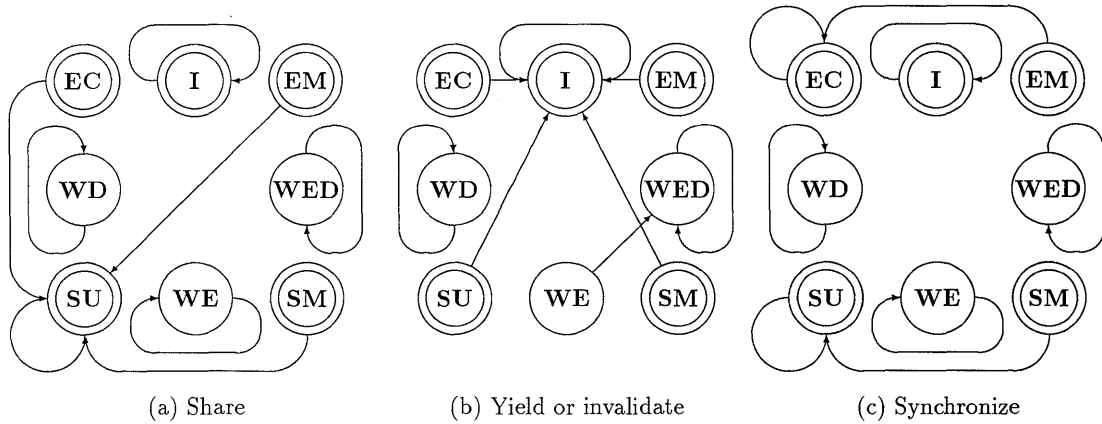 EC I EM
WD WED
SU WE SM
(a) Share
EC I EM
WD WED
SU WE SM
(b) Yield or invalidate
EC I EM
WD WED
SU WE SM
(c) Synchronize